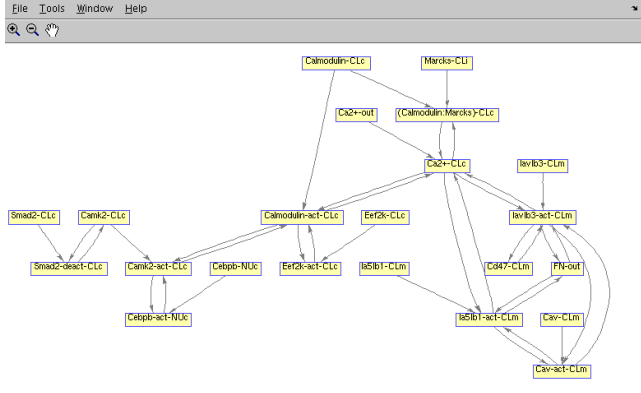 File Tools Window Help
Calmodulin-CLc
Marcks-CLi
Ca2+-out
(Calmodulin:Marcks)-CLc
Ca2+-CLc
Iavlb3-CLm
Smad2-CLc
Camk2-CLc
Calmodulin-act-CLc
Eef2k-CLc
Iavlb3-act-CLm
Smad2-deact-CLc
Camk2-act-CLc
Cebpb-NUc
Eef2k-act-CLc
Ia5Ib1-CLm
Cd47-CLm
FN-out
Cebpb-act-NUc
Ia5Ib1-act-CLm
Cav-CLm
Cav-act-CLm